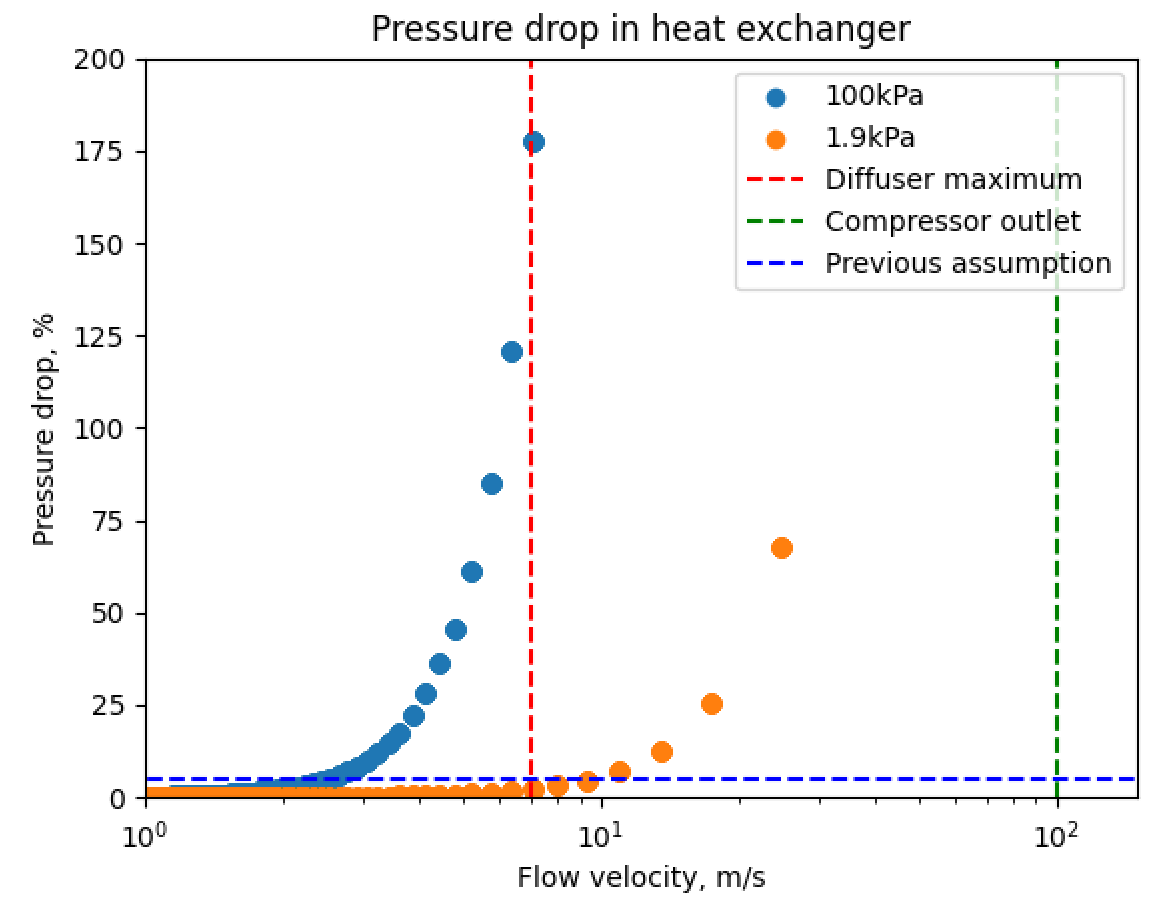 Pressure drop in heat exchanger
100kPa
1.9kPa
Diffuser maximum
Compressor outlet
Previous assumption
Pressure drop, %
200
175
150
125
100
75
50
25
0
10⁰
10¹
10²
Flow velocity, m/s